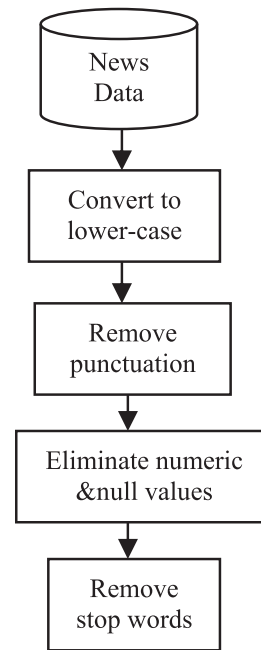 News
Data
Convert to
lower-case
Remove
punctuation
Eliminate numeric
&null values
Remove
stop words